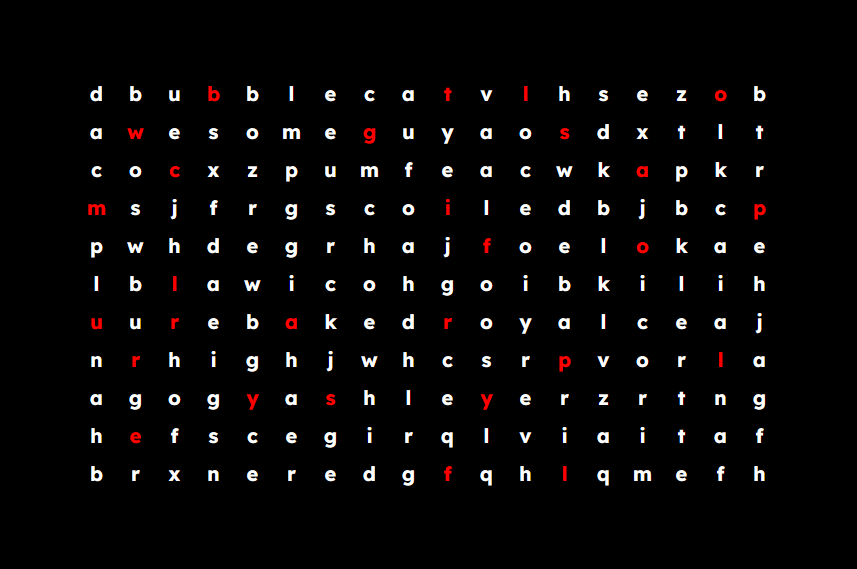 d b u b b l e c a t v l h s e z o b
a w e s o m e g u y a o s d x t l t
c o c x z p u m f e a c w k a p k r
m s j f r g s c o i l e d b j b c p
p w h d e g r h a j f o e l o k a e
l b l a w i c o h g o i b k i l i h
u u r e b a k e d r o y a l c e a j
n r h i g h j w h c s r p v o r l a
a g o g y a s h l e y e r z r t n g
h e f s c e g i r q l v i a i t a f
b r x n e r e d g f q h l q m e f h